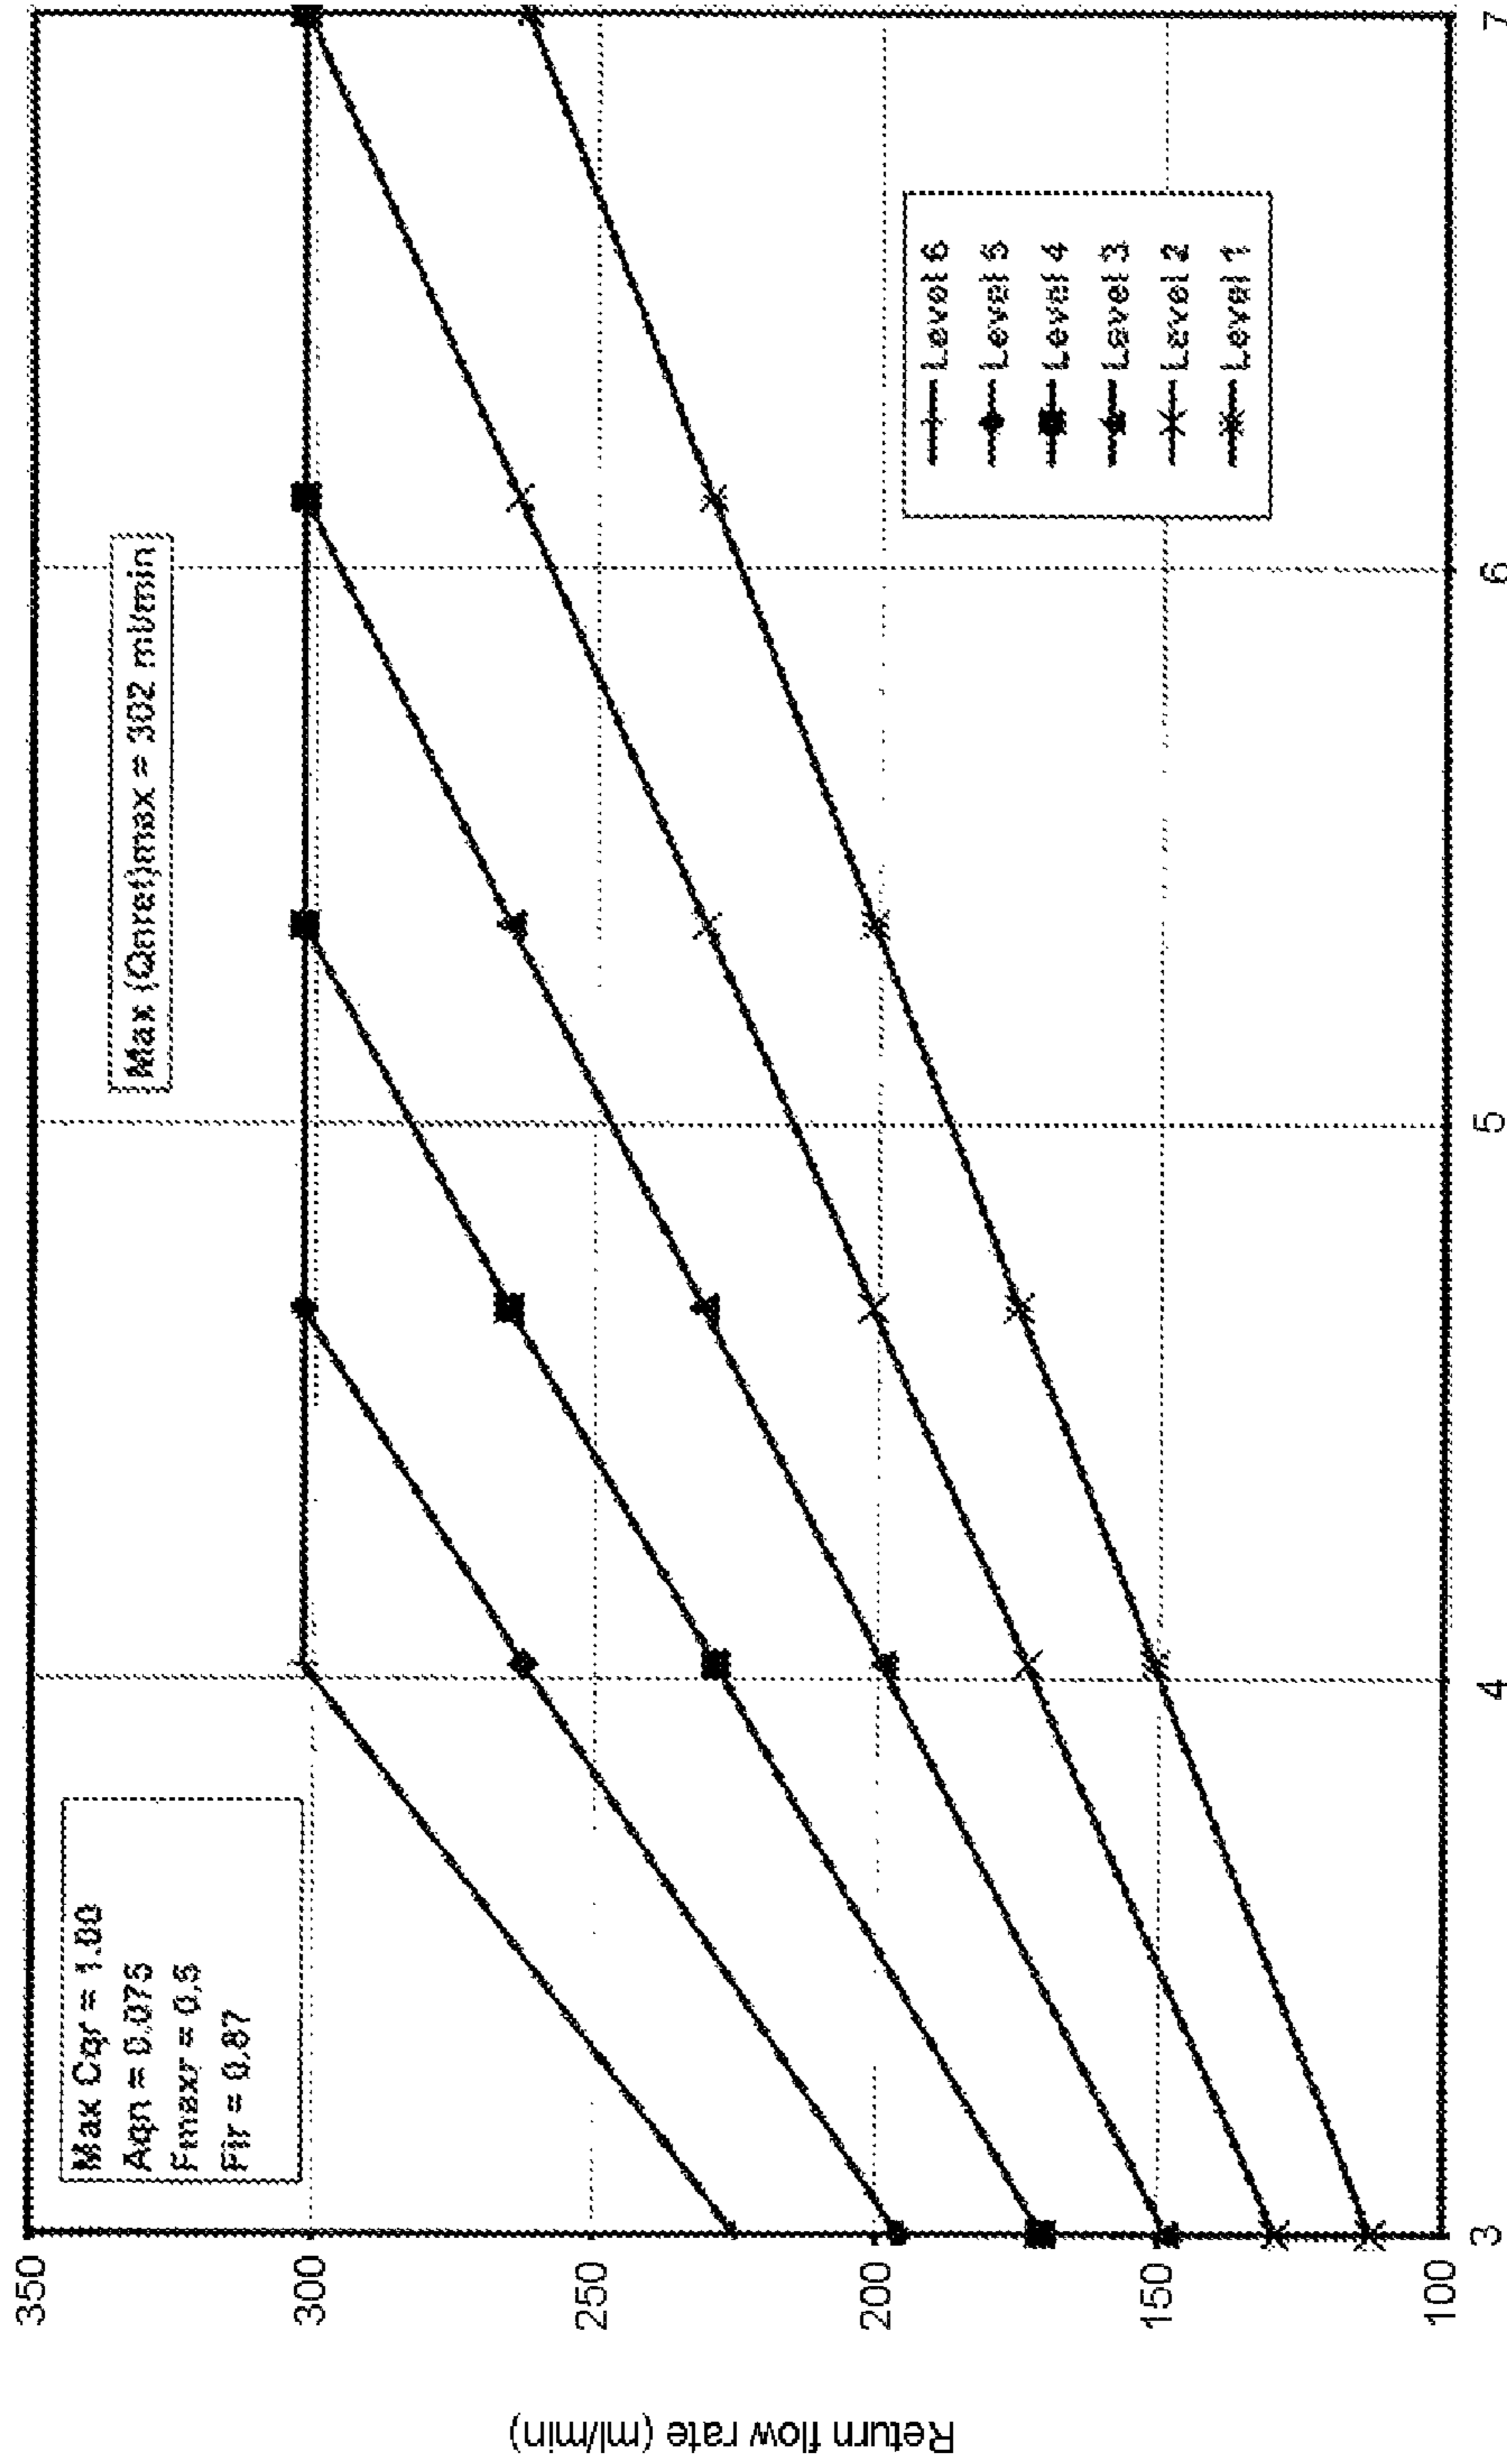 Max Cqr = 1.00
Aqn = 0.075
Fmaxr = 0.5
Flr = 0.87
Max (Qnret)max = 302 ml/min
Level 6
Level 5
Level 4
Level 3
Level 2
Level 1
350
300
250
200
150
100
3
4
5
6
7
Return flow rate (ml/min)